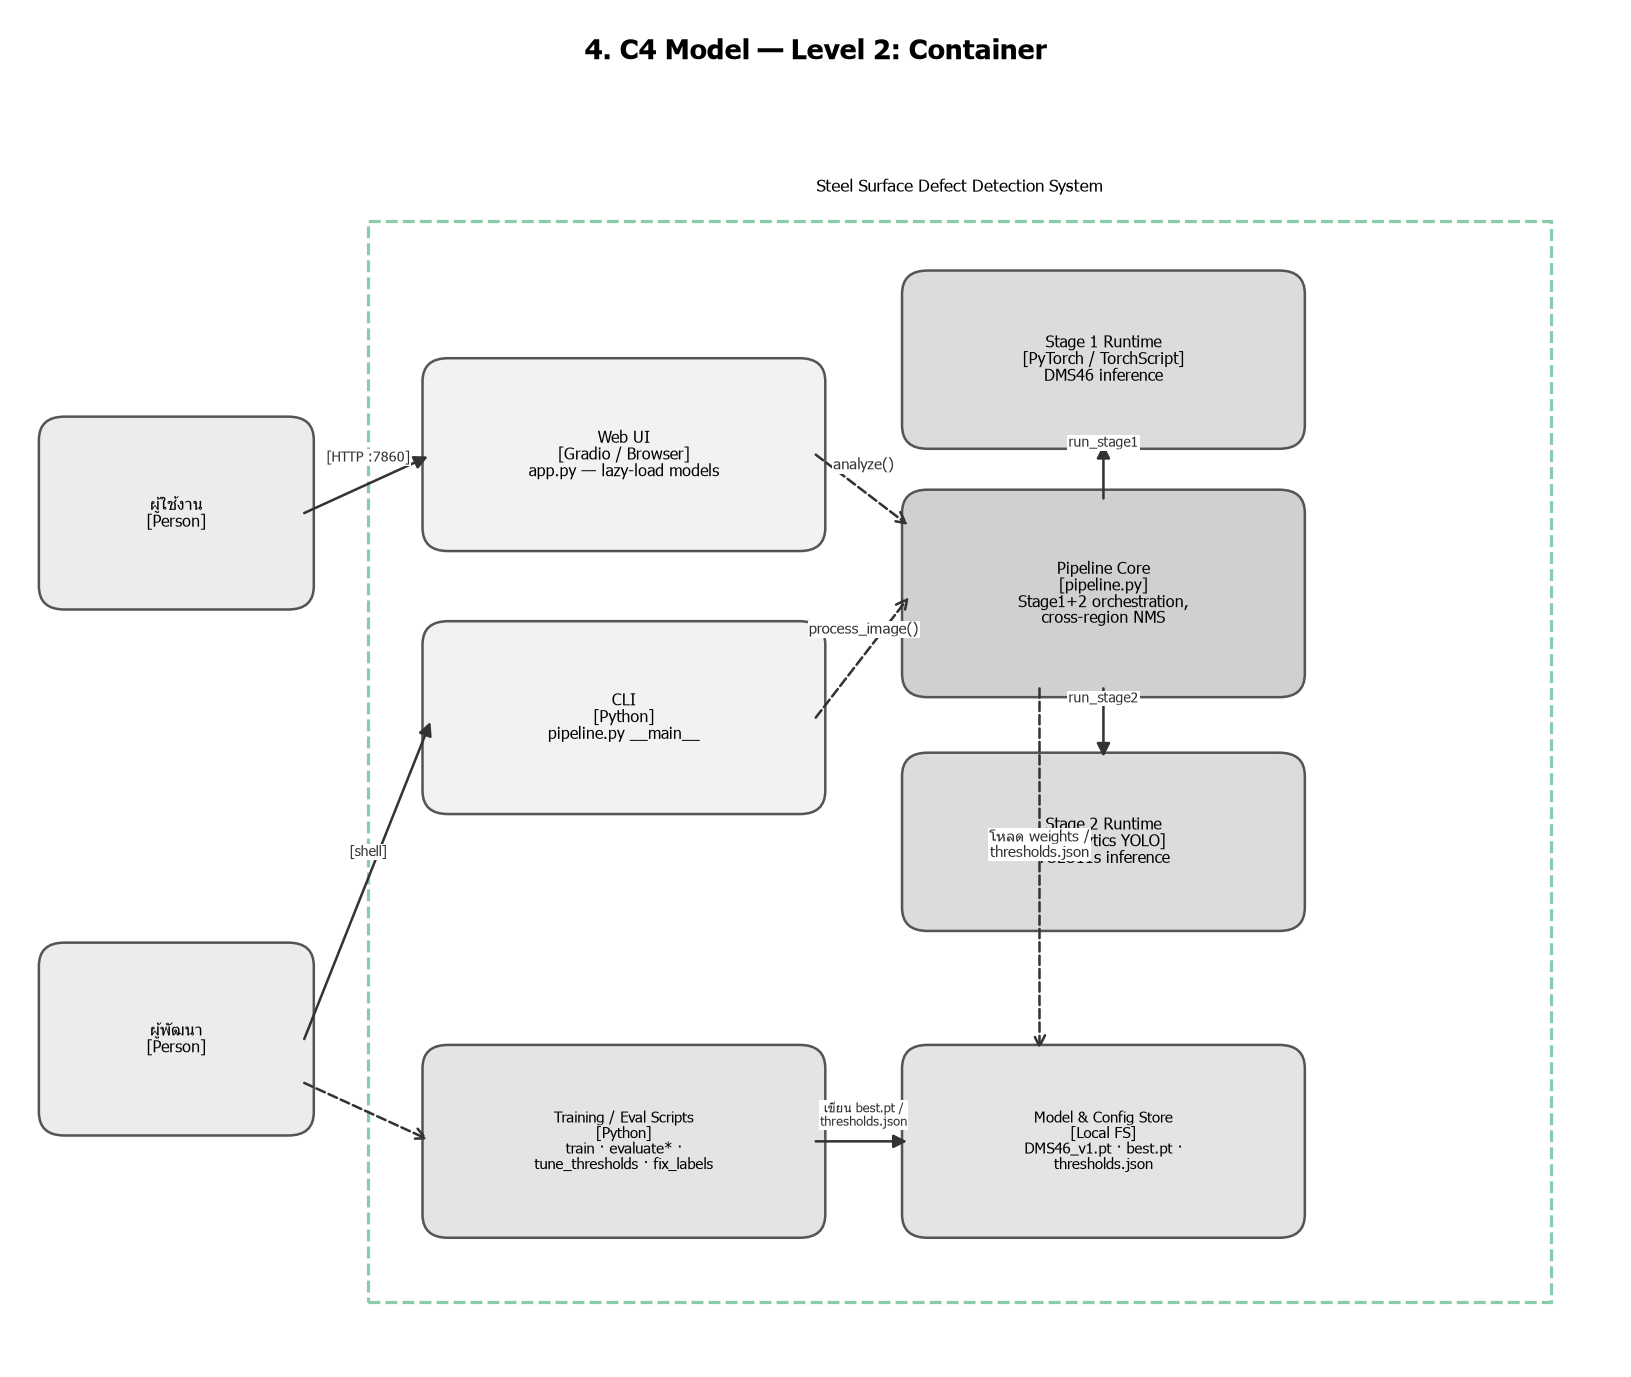 4. C4 Model — Level 2: Container
Steel Surface Defect Detection System
Stage 1 Runtime
[PyTorch / TorchScript]
DMS46 inference
run_stage1
Web UI
[Gradio / Browser]
app.py — lazy-load models
[HTTP :7860]
analyze()
ผู้ใช้งาน
[Person]
Pipeline Core
[pipeline.py]
Stage1+2 orchestration,
cross-region NMS
process_image()
run_stage2
CLI
[Python]
pipeline.py __main__
[shell]
Stage 2 Runtime
YOLO]
inference
โหลด weights /
thresholds.json
ผู้พัฒนา
[Person]
Training / Eval Scripts
[Python]
train · evaluate* ·
tune_thresholds · fix_labels
เขียน best.pt /
thresholds.json
Model & Config Store
[Local FS]
DMS46_v1.pt · best.pt ·
thresholds.json